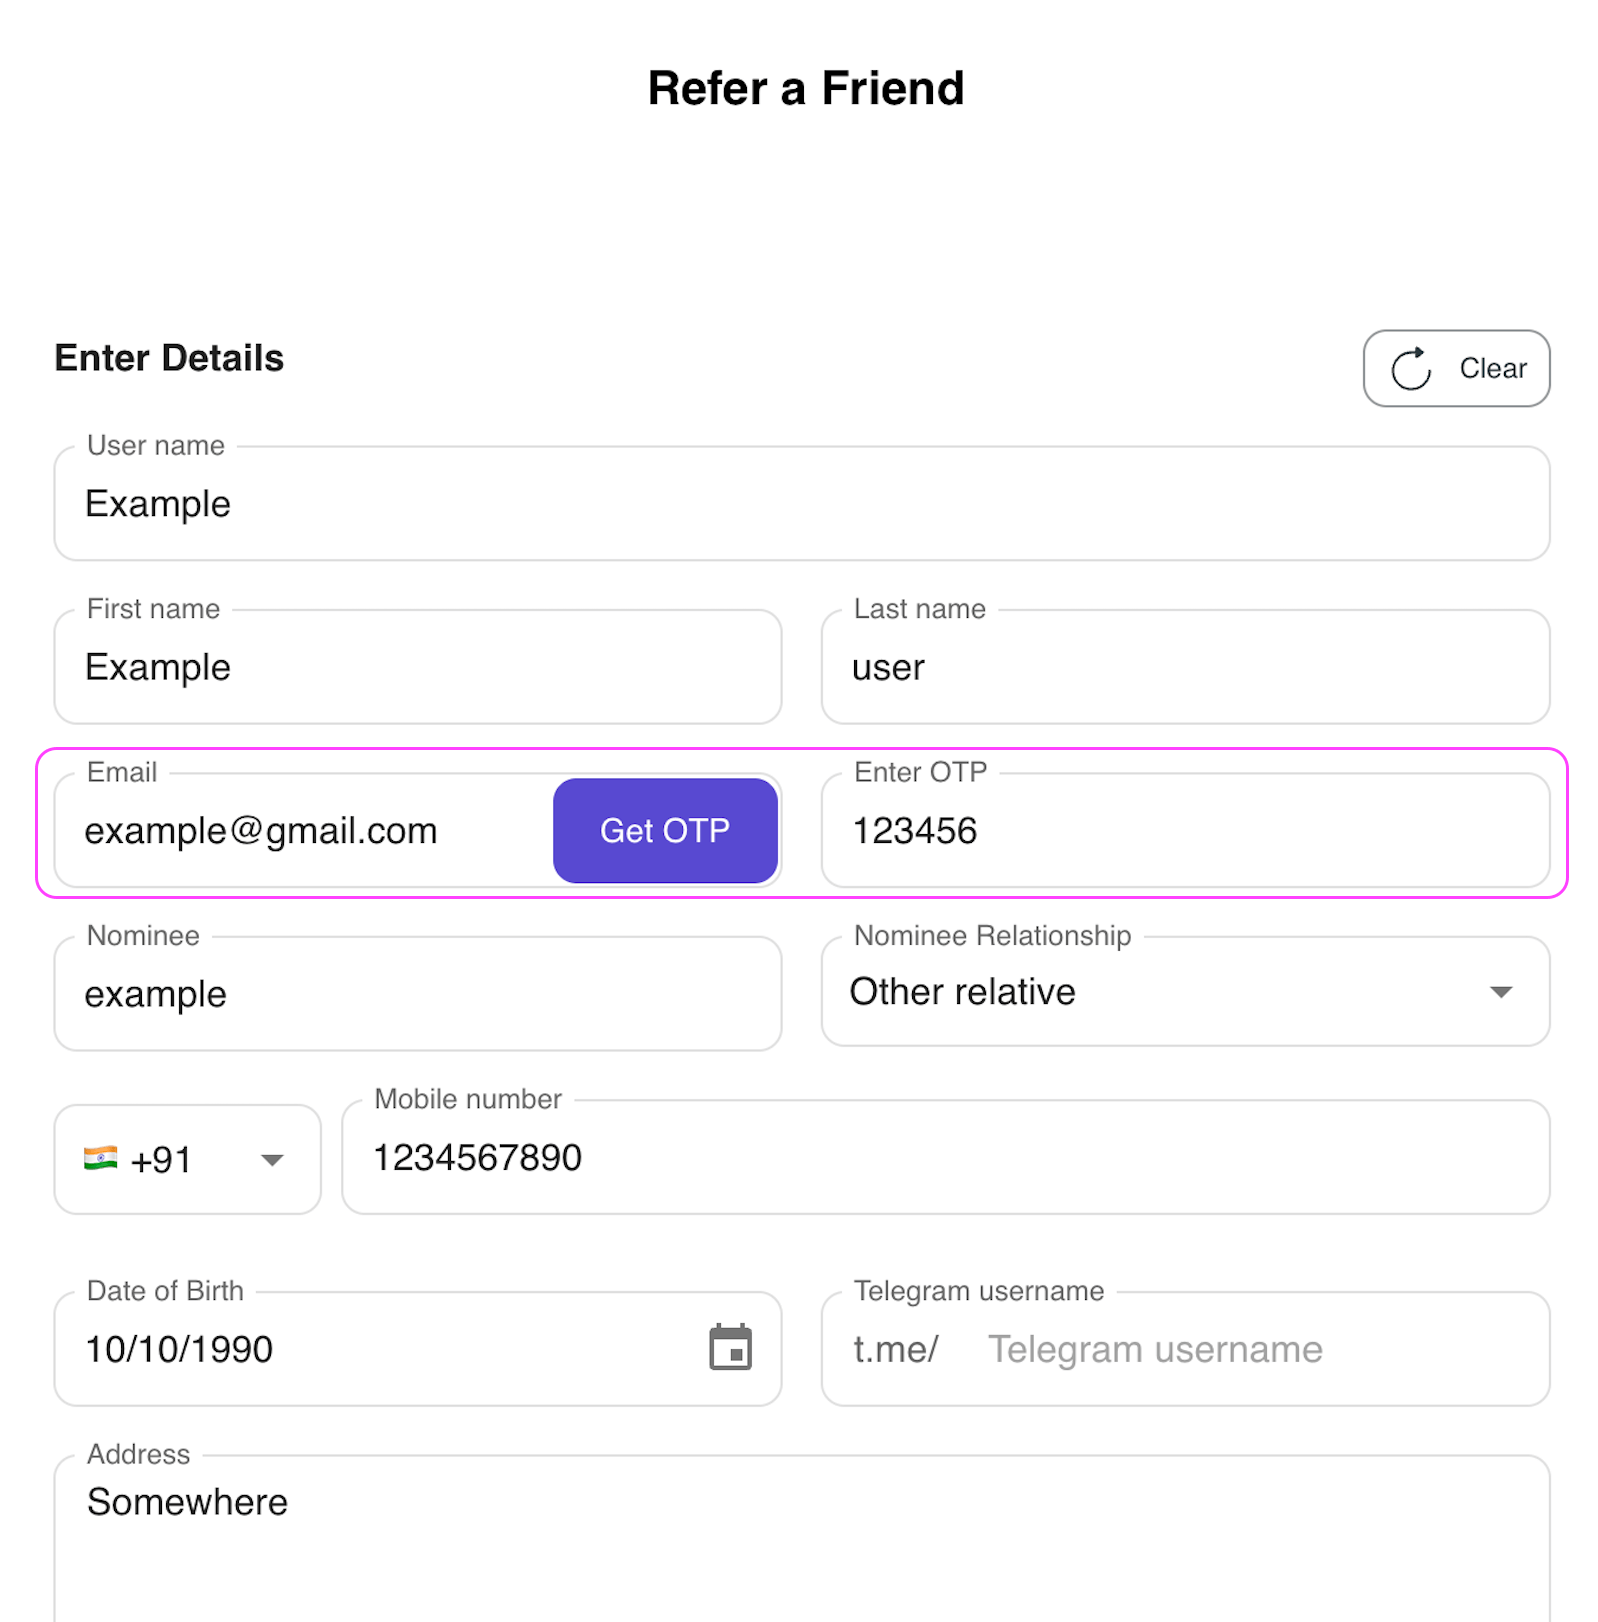 Refer a Friend
Enter Details
Clear
User name
Example
First name
Example
Last name
user
Email
example@gmail.com
Get OTP
Enter OTP
123456
Nominee
example
Nominee Relationship
Other relative
+91
Mobile number
1234567890
Date of Birth
10/10/1990
Telegram username
t.me/ Telegram username
Address
Somewhere